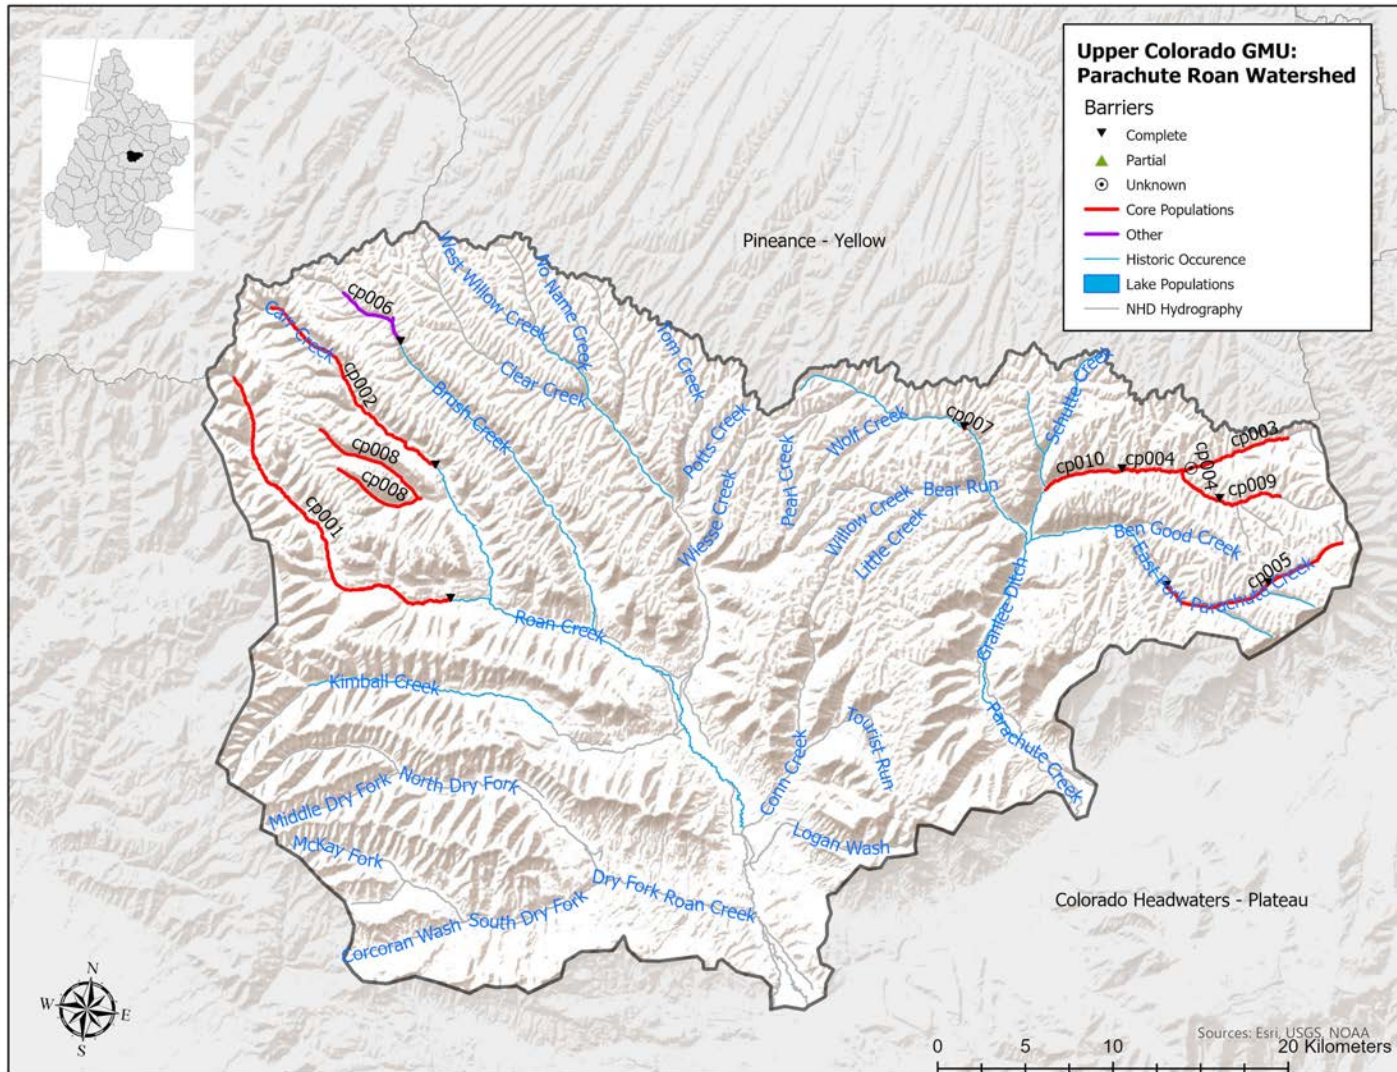 Upper Colorado GMU:
Parachute Roan Watershed
Barriers
Complete
Partial
Unknown
Core Populations
Other
Historic Occurence
Lake Populations
NHD Hydrography
Pineance - Yellow
West Willow Creek
No Name Creek
Tom Creek
cp006
Carr Creek
cp002
Brush Creek
Clear Creek
Potts Creek
Pearl Creek
Wolf Creek
cp007
Schutte Creek
cp003
cp010
cp004
cp004
cp009
cp008
cp008
cp001
Wiesse Creek
Willow Creek
Bear Run
Little Creek
Ben Good Creek
East Fork Parachute Creek
cp005
Granlee Ditch
Roan Creek
Kimball Creek
Parachute Creek
Tourist Run
Conn Creek
North Dry Fork
Middle Dry Fork
McKay Fork
Logan Wash
Dry Fork Roan Creek
South Dry Fork
Corcoran Wash
Colorado Headwaters - Plateau
N
W
E
S
Sources: Esri, USGS, NOAA
0 5 10 20 Kilometers